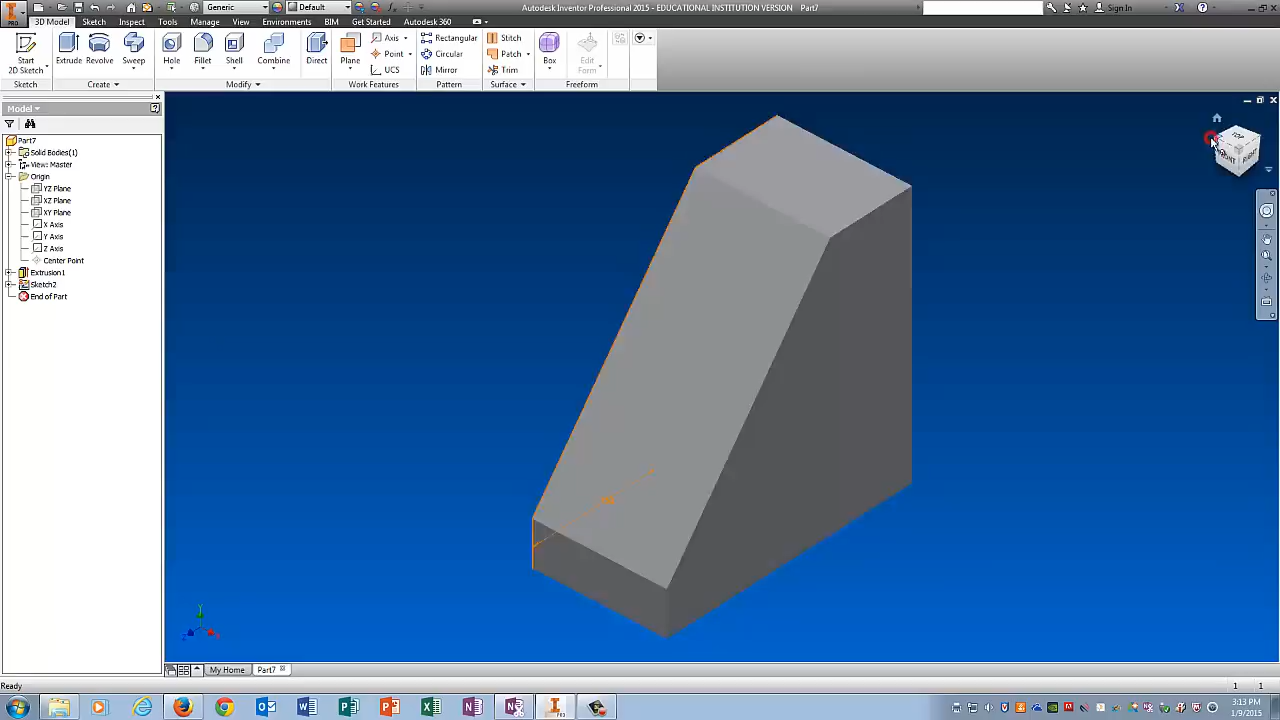 Generic
Default
Autodesk Inventor Professional 2015 - EDUCATIONAL INSTITUTION VERSION Part7
Sign In
PRO
3D Model Sketch Inspect Tools Manage View Environments BIM Get Started Autodesk 360
Start
2D Sketch
Extrude Revolve Sweep
Hole Fillet Shell Combine
Direct
Plane
Axis
Point
UCS
Rectangular
Circular
Mirror
Stitch
Patch
Trim
Box
Edit
Form
Sketch Create Modify Work Features Pattern Surface Freeform
Model
Part7
Solid Bodies(1)
View: Master
Origin
YZ Plane
XZ Plane
XY Plane
X Axis
Y Axis
Z Axis
Center Point
Extrusion1
Sketch2
End of Part
TOP
FRONT
RIGHT
Y
My Home Part7
Ready
1 1
3:13 PM
1/9/2015